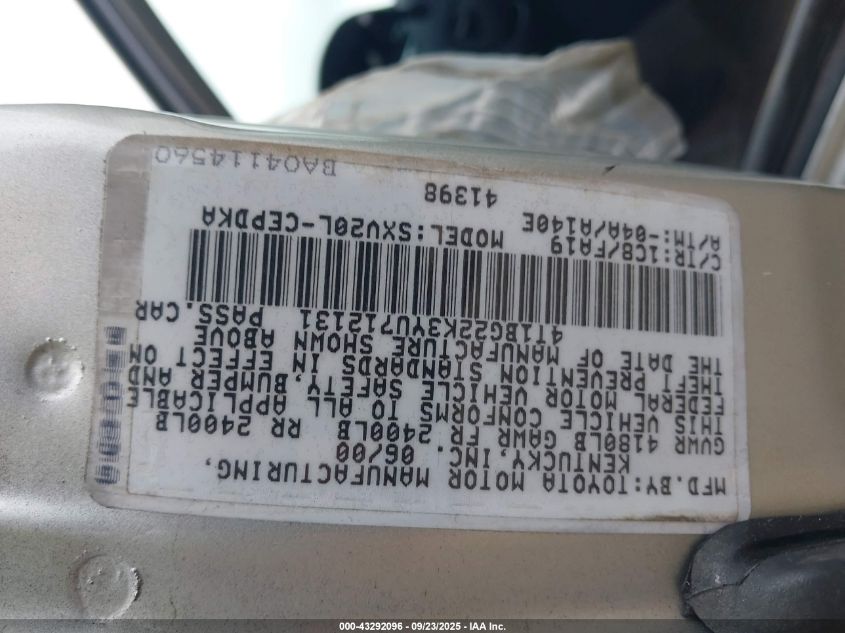 MFD.BY:TOYOTA MOTOR MANUFACTURING,
KENTUCKY,INC. 06/00
GVWR 4180LB GAWR FR. 2400LB RR 2400LB
THIS VEHICLE CONFORMS TO ALL APPLICABLE
FEDERAL MOTOR VEHICLE SAFETY,BUMPER AND
THEFT PREVENTION STANDARDS IN EFFECT ON
THE DATE OF MANUFACTURE SHOWN ABOVE
4T1BG22K3YU712131 PASS.CAR
C/TR:1C8/FA19 MODEL:SXV20L-CEPDKA
A/TM:-04A/A140E
41398
BA04114560
000-43292096 - 09/23/2025 - IAA Inc.